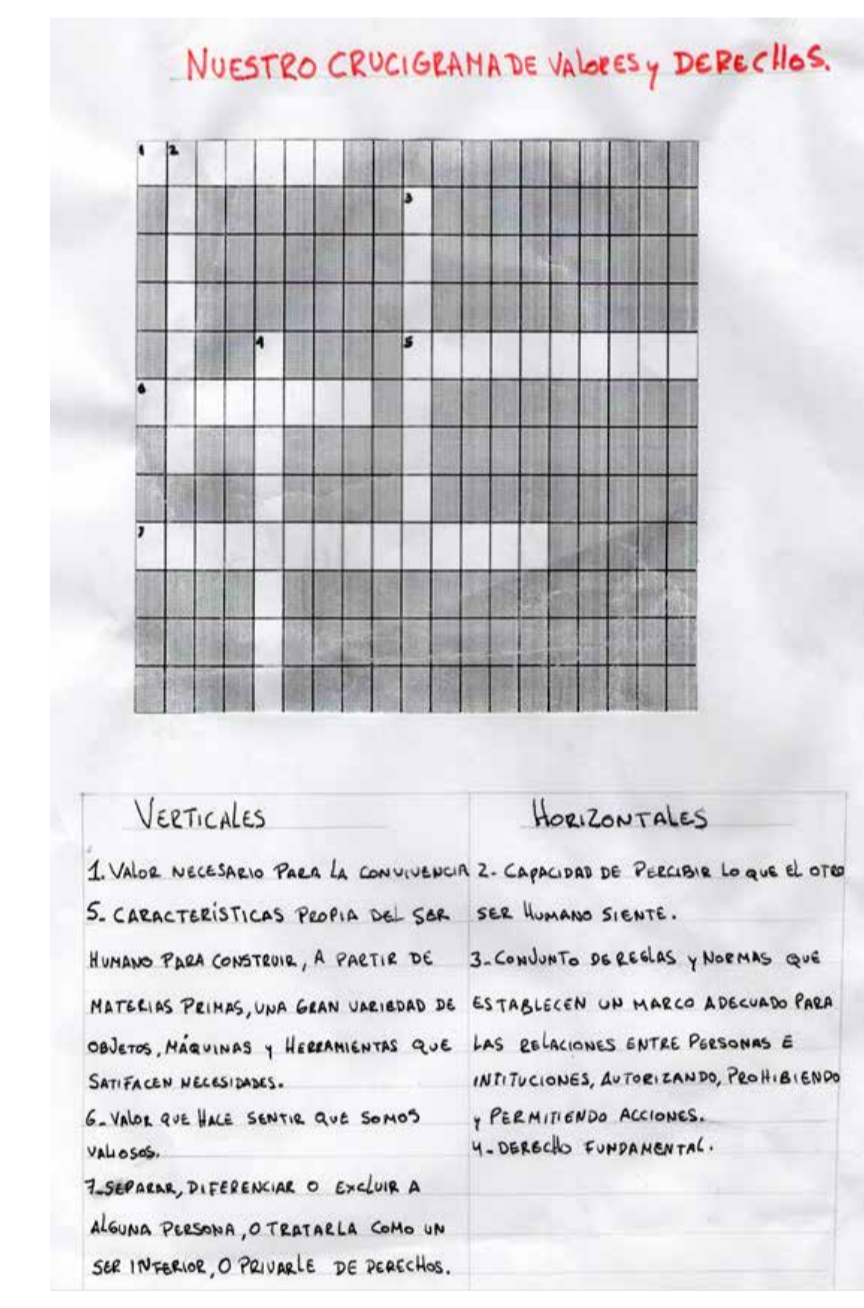 NUESTRO CRUCIGRAMA DE VALORES y DERECHOS.
1 2
3
4 5
6
7
VERTICALES
1. VALOR NECESARIO PARA LA CONVIVENCIA
5- CARACTERÍSTICAS PROPIA DEL SER
HUMANO PARA CONSTRUIR, A PARTIR DE
MATERIAS PRIMAS, UNA GRAN VARIEDAD DE
OBJETOS, MÁQUINAS y HERRAMIENTAS QUE
SATIFACEN NECESIDADES.
6- VALOR QUE HACE SENTIR QUE SOMOS
VALIOSOS.
7- SEPARAR, DIFERENCIAR O EXCLUIR A
ALGUNA PERSONA, O TRATARLA COMO UN
SER INFERIOR, O PRIVARLE DE DERECHOS.
HORIZONTALES
2- CAPACIDAD DE PERCIBIR LO QUE EL OTRO
SER HUMANO SIENTE.
3- CONJUNTO DE REGLAS y NORMAS QUE
ESTABLECEN UN MARCO ADECUADO PARA
LAS RELACIONES ENTRE PERSONAS E
INTITUCIONES, AUTORIZANDO, PROHIBIENDO
y PERMITIENDO ACCIONES.
4- DERECHO FUNDAMENTAL.